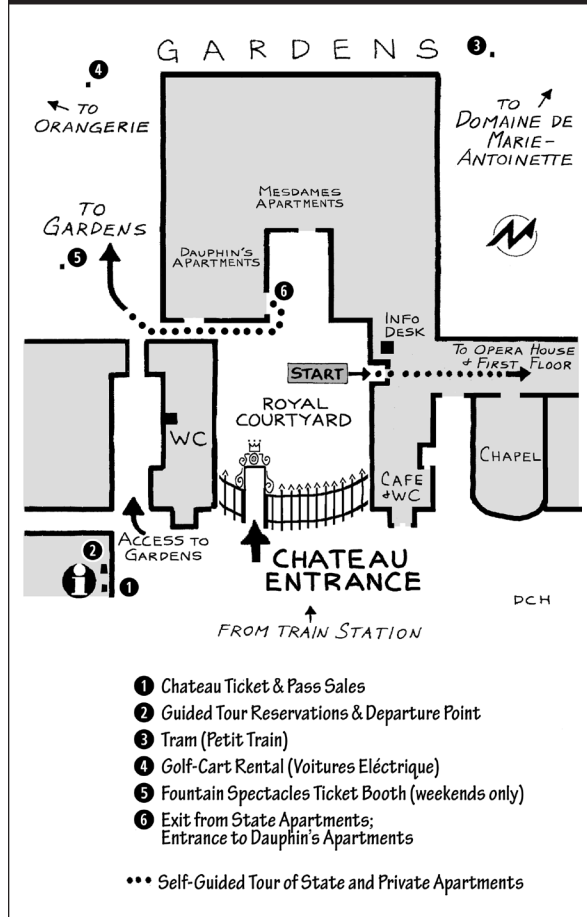 GARDENS
3
4
TO
ORANGERIE
TO
DOMAINE DE
MARIE-
ANTOINETTE
MESDAMES
APARTMENTS
TO
GARDENS
5
DAUPHIN'S
APARTMENTS
6
INFO
DESK
TO OPERA HOUSE
& FIRST FLOOR
START
ROYAL
COURTYARD
WC
CHAPEL
CAFE
& WC
ACCESS TO
GARDENS
2
i
1
CHATEAU
ENTRANCE
DCH
FROM TRAIN STATION
1 Chateau Ticket & Pass Sales
2 Guided Tour Reservations & Departure Point
3 Tram (Petit Train)
4 Golf-Cart Rental (Voitures Eléctrique)
5 Fountain Spectacles Ticket Booth (weekends only)
6 Exit from State Apartments;
Entrance to Dauphin's Apartments
••• Self-Guided Tour of State and Private Apartments